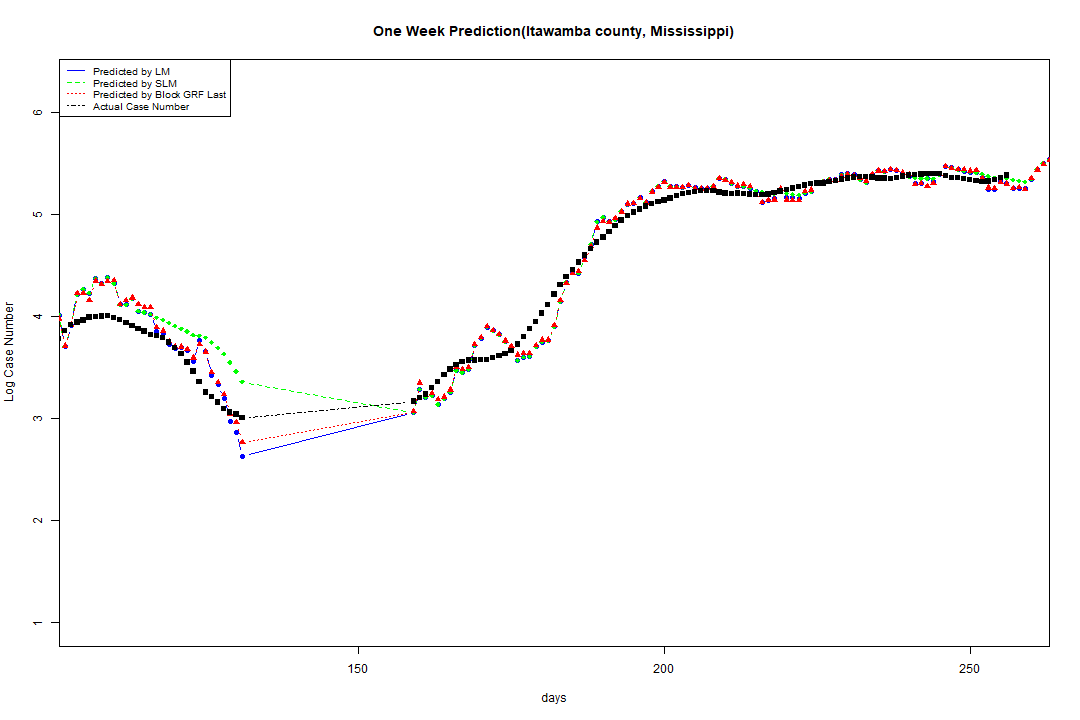 One Week Prediction(Itawamba county, Mississippi)
Predicted by LM
Predicted by SLM
Predicted by Block GRF Last
Actual Case Number
6
5
4
3
2
1
Log Case Number
150
200
250
days